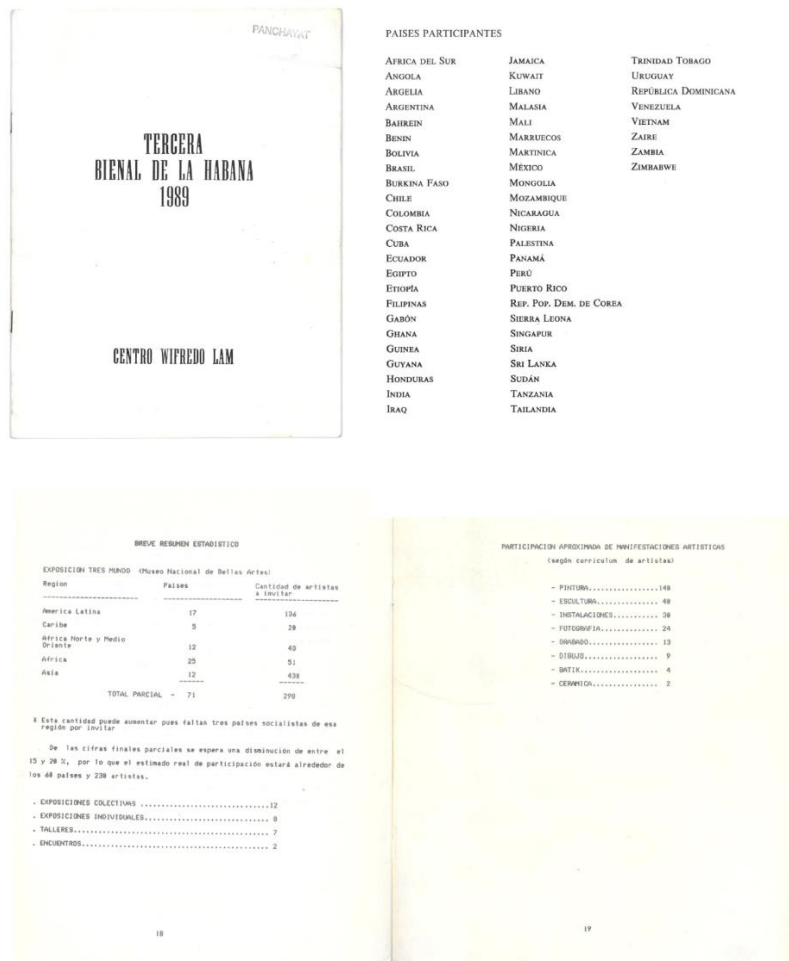 PANCHAYAT
TERCERA
BIENAL DE LA HABANA
1989
CENTRO WIFREDO LAM
PAISES PARTICIPANTES
AFRICA DEL SUR
ANGOLA
ARGELIA
ARGENTINA
BAHREIN
BENIN
BOLIVIA
BRASIL
BURKINA FASO
CHILE
COLOMBIA
COSTA RICA
CUBA
ECUADOR
EGIPTO
ETIOPÍA
FILIPINAS
GABÓN
GHANA
GUINEA
GUYANA
HONDURAS
INDIA
IRAQ
JAMAICA
KUWAIT
LIBANO
MALASIA
MALI
MARRUECOS
MARTINICA
MÉXICO
MONGOLIA
MOZAMBIQUE
NICARAGUA
NIGERIA
PALESTINA
PANAMÁ
PERÚ
PUERTO RICO
REP. POP. DEM. DE COREA
SIERRA LEONA
SINGAPUR
SIRIA
SRI LANKA
SUDÁN
TANZANIA
TAILANDIA
TRINIDAD TOBAGO
URUGUAY
REPÚBLICA DOMINICANA
VENEZUELA
VIETNAM
ZAIRE
ZAMBIA
ZIMBABWE
BREVE RESUMEN ESTADISTICO
EXPOSICION TRES MUNDO (Museo Nacional de Bellas Artes)
Region Paises Cantidad de artistas
a invitar
America Latina 17 136
Caribe 5 20
Africa Norte y Medio
Oriente 12 40
Africa 25 51
Asia 12
TOTAL PARCIAL - 71 290
Esta cantidad puede aumentar pues faltan tres paises socialistas de esa
región por invitar
De las cifras finales parciales se espera una disminución de entre el
15 y 20 %, por lo que el estimado real de participación estará alrededor de
los 60 paises y 230 artistas.
. EXPOSICIONES COLECTIVAS ..............................12
. EXPOSICIONES INDIVIDUALES............................. 8
. TALLERES.............................................. 7
. ENCUENTROS............................................ 2
18
PARTICIPACION APROXIMADA DE MANIFESTACIONES ARTISTICAS
(según curriculum de artistas)
- PINTURA.................140
- ESCULTURA............... 40
- INSTALACIONES........... 30
- FOTOGRAFIA.............. 24
- GRABADO................. 13
- DIBUJO.................. 9
- BATIK................... 4
- CERAMICA................ 2
19